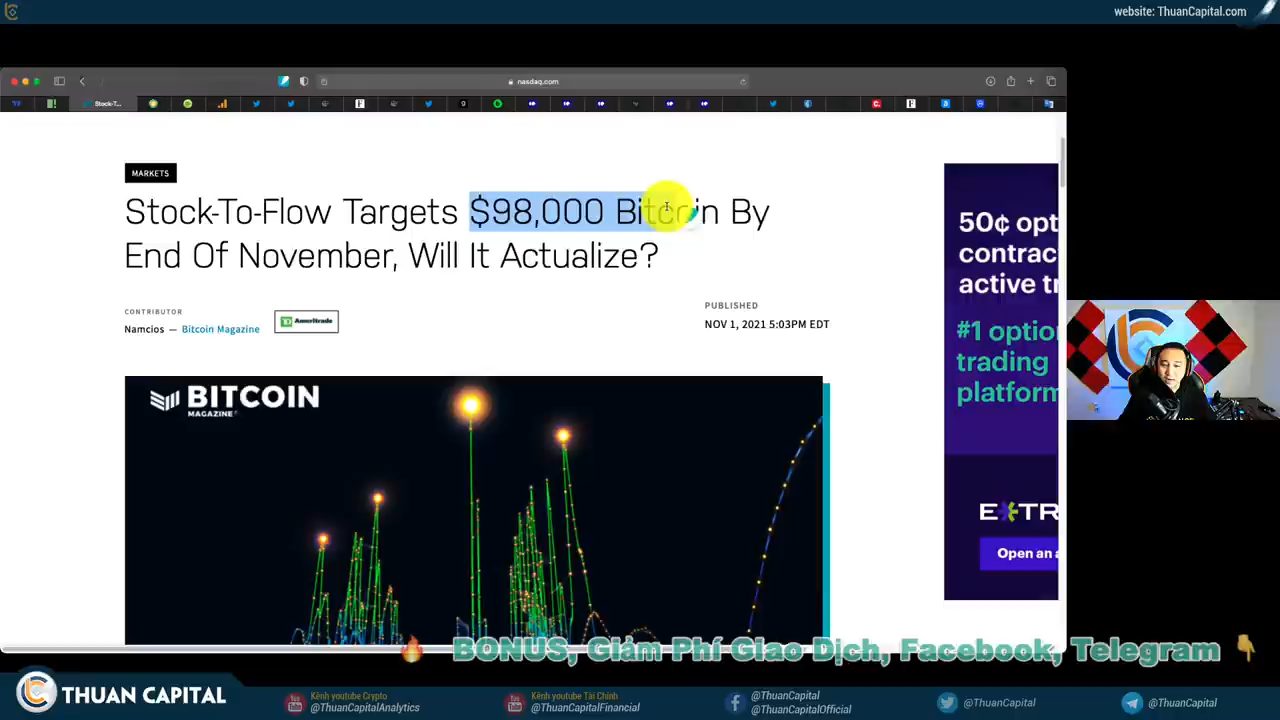 website: ThuanCapital.com
nasdaq.com
Stock-T...
MARKETS
Stock-To-Flow Targets $98,000 Bitcoin By
End Of November, Will It Actualize?
CONTRIBUTOR
Namcios — Bitcoin Magazine
TD Ameritrade
PUBLISHED
NOV 1, 2021 5:03PM EDT
BITCOIN
MAGAZINE
50¢ opt
contrac
active t
#1 optio
trading
platform
E*TR
Open an a
BONUS, Giảm Phí Giao Dịch, Facebook, Telegram
THUAN CAPITAL
Kênh youtube Crypto
@ThuanCapitalAnalytics
Kênh youtube Tài Chính
@ThuanCapitalFinancial
@ThuanCapital
@ThuanCapitalOfficial
@ThuanCapital
@ThuanCapital